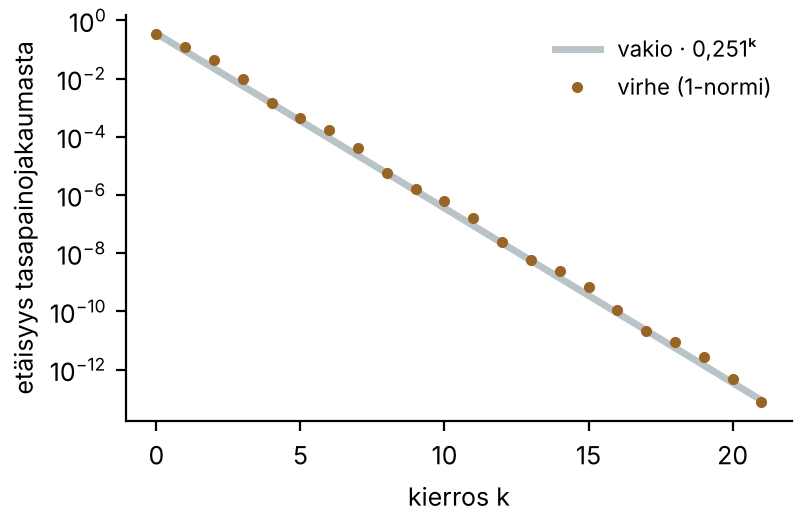 etäisyys tasapainojakaumasta
10⁰
10⁻²
10⁻⁴
10⁻⁶
10⁻⁸
10⁻¹⁰
10⁻¹²
vakio · 0,251ᵏ
virhe (1-normi)
0 5 10 15 20
kierros k